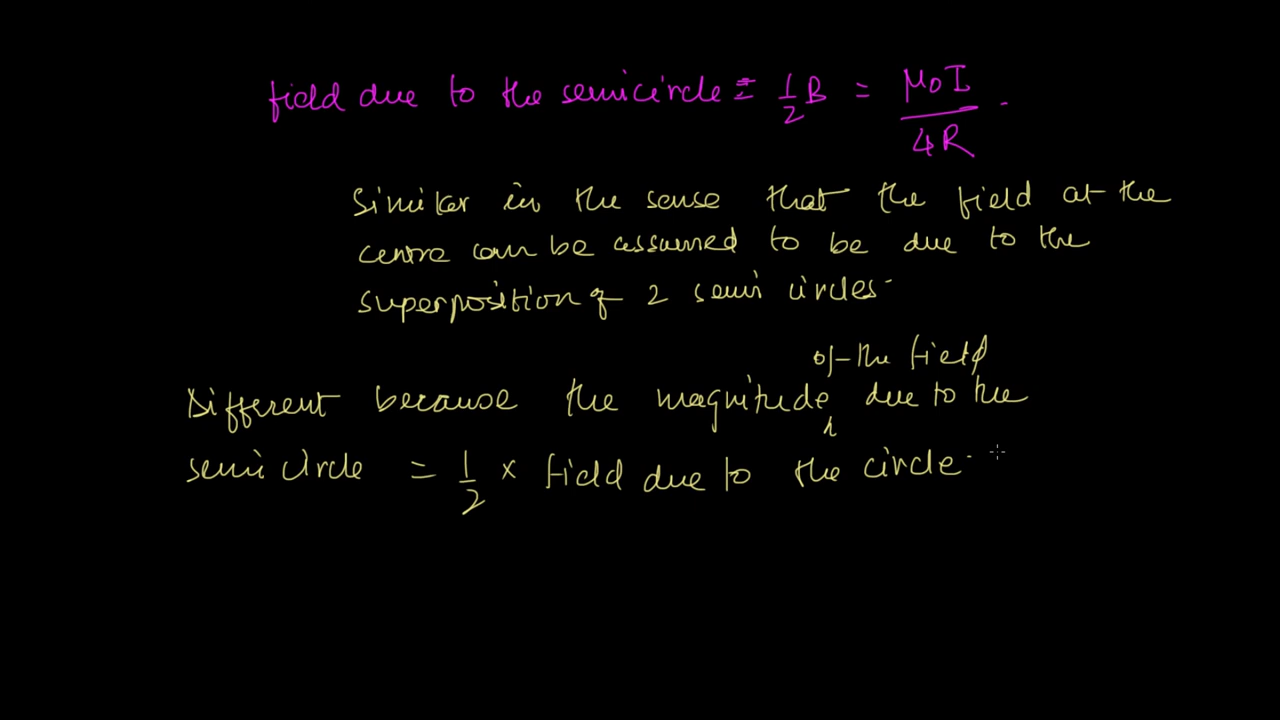 field due to the semicircle = 1/2 B = μ0I/4R.
Similar in the sense that the field at the
centre can be assumed to be due to the
superposition of 2 semi circles.
of the field
Different because the magnitude due to the
semi circle = 1/2 × field due to the circle.